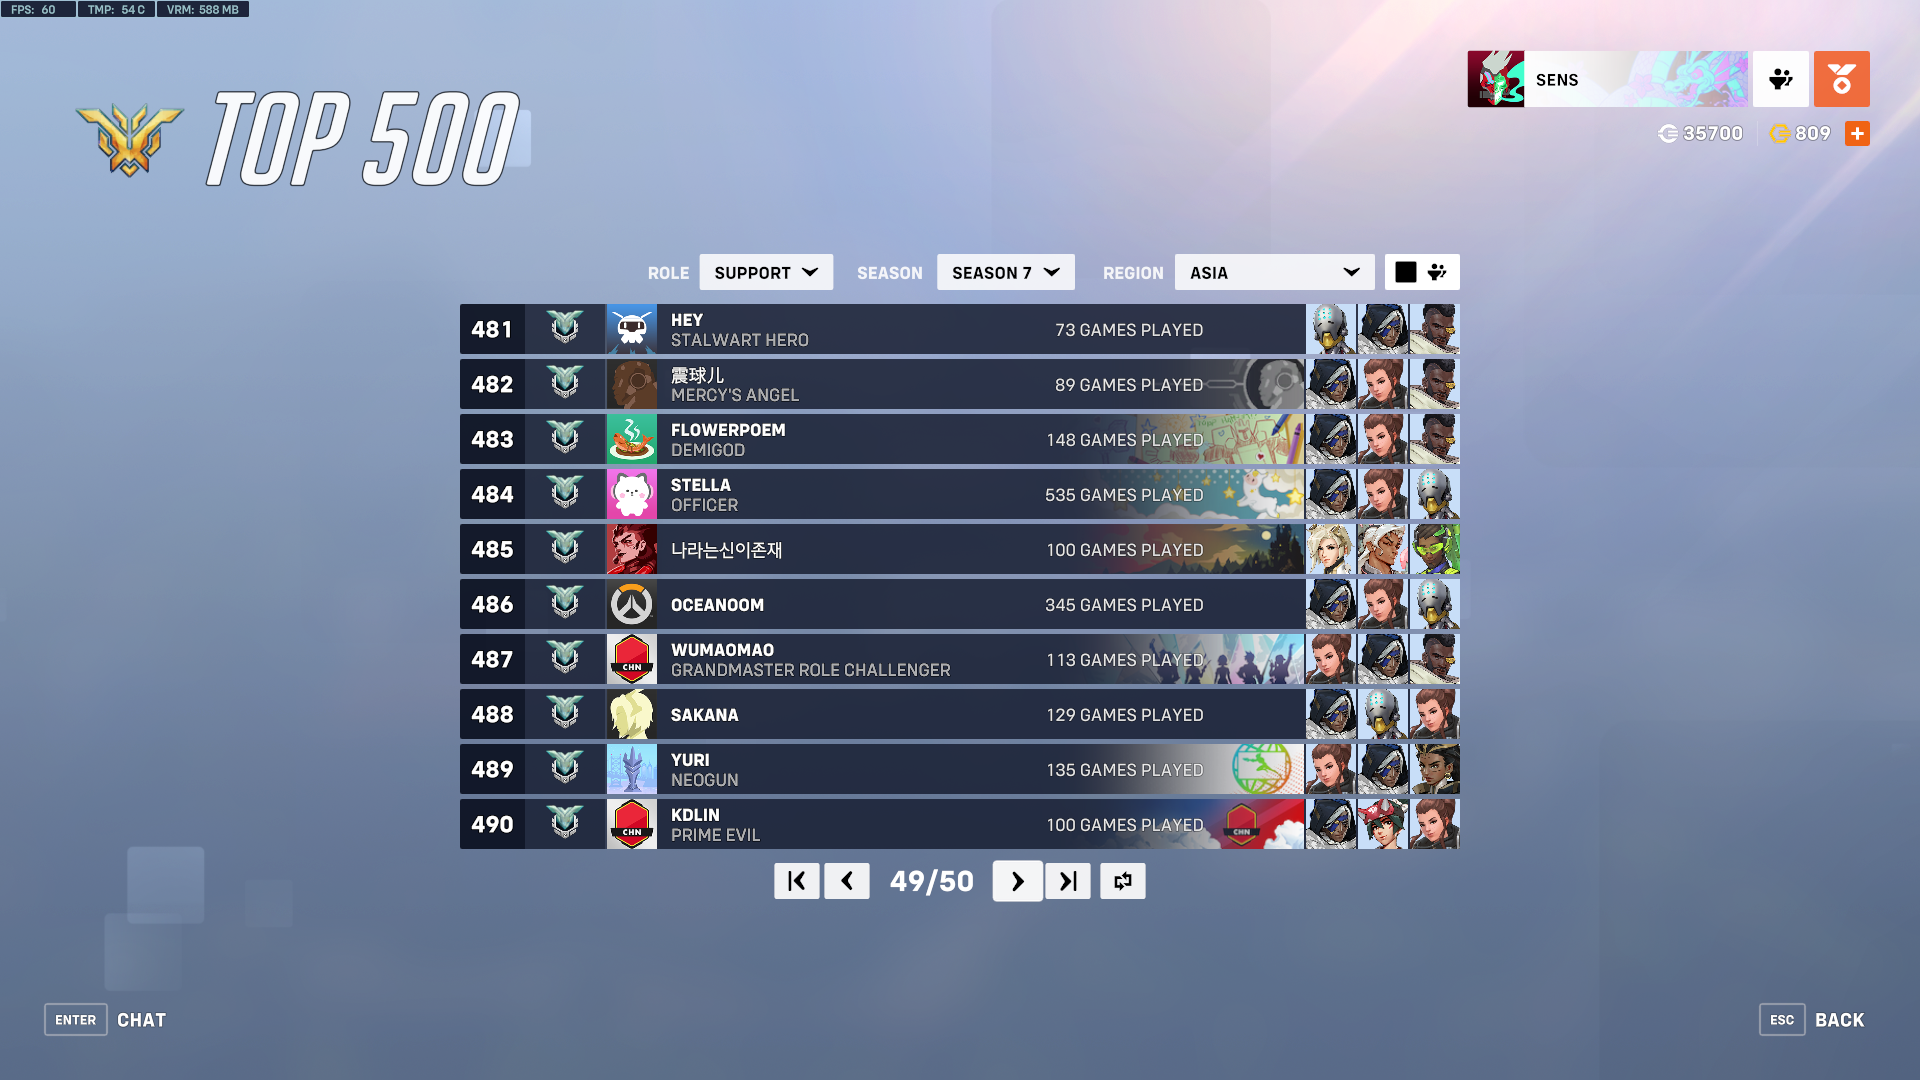 FPS: 60 TMP: 54 C VRM: 588 MB
TOP 500
SENS
35700 809
ROLE SUPPORT SEASON SEASON 7 REGION ASIA
481 HEY
STALWART HERO
73 GAMES PLAYED
482 震球儿
MERCY'S ANGEL
89 GAMES PLAYED
483 FLOWERPOEM
DEMIGOD
148 GAMES PLAYED
484 STELLA
OFFICER
535 GAMES PLAYED
485 나라는신이존재 100 GAMES PLAYED
486 OCEANOOM 345 GAMES PLAYED
487 CHN WUMAOMAO
GRANDMASTER ROLE CHALLENGER
113 GAMES PLAYED
488 SAKANA 129 GAMES PLAYED
489 YURI
NEOGUN
135 GAMES PLAYED
490 CHN KDLIN
PRIME EVIL
100 GAMES PLAYED CHN
49/50
ENTER CHAT
ESC BACK